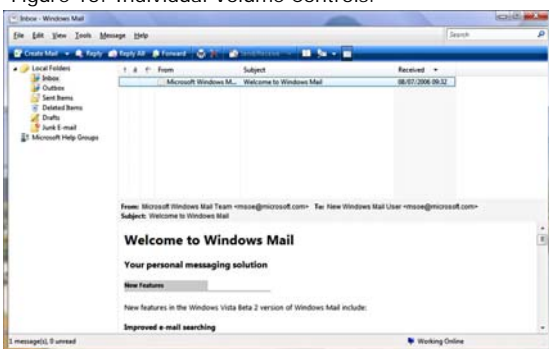 Inbox - Windows Mail
File Edit View Tools Message Help
Search
Create Mail Reply Reply All Forward Send/Receive
Local Folders
Inbox
Outbox
Sent Items
Deleted Items
Drafts
Junk E-mail
Microsoft Help Groups
From Subject Received
Microsoft Windows M... Welcome to Windows Mail 08/07/2006 09:32
From: Microsoft Windows Mail Team <msoe@microsoft.com> To: New Windows Mail User <msoe@microsoft.com>
Subject: Welcome to Windows Mail
Welcome to Windows Mail
Your personal messaging solution
New Features
New features in the Windows Vista Beta 2 version of Windows Mail include:
Improved e-mail searching
1 message(s), 0 unread
Working Online